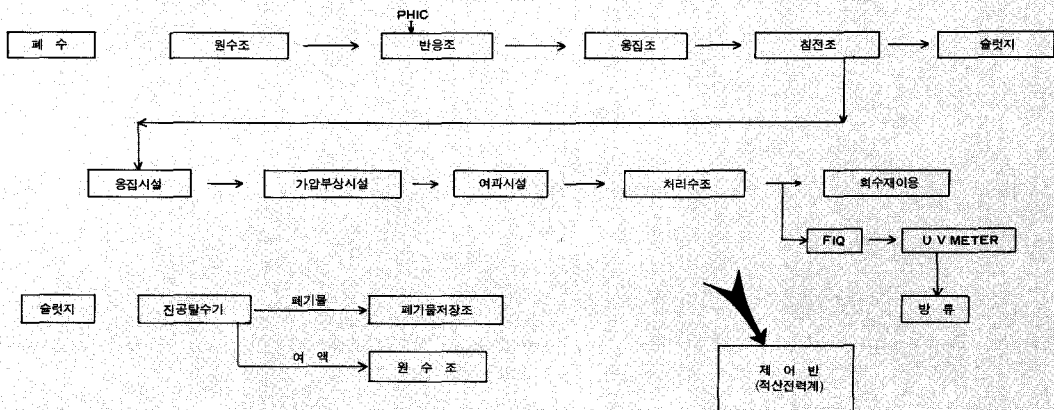 PHIC
폐 수
원수조
반응조
응집조
침전조
슬럿지
응집시설
가압부상시설
여과시설
처리수조
회수재이용
FIQ
U V METER
방 류
슬럿지
진공탈수기
폐기물
폐기물저장조
여 액
원 수 조
제 어 반
(적산전력계)